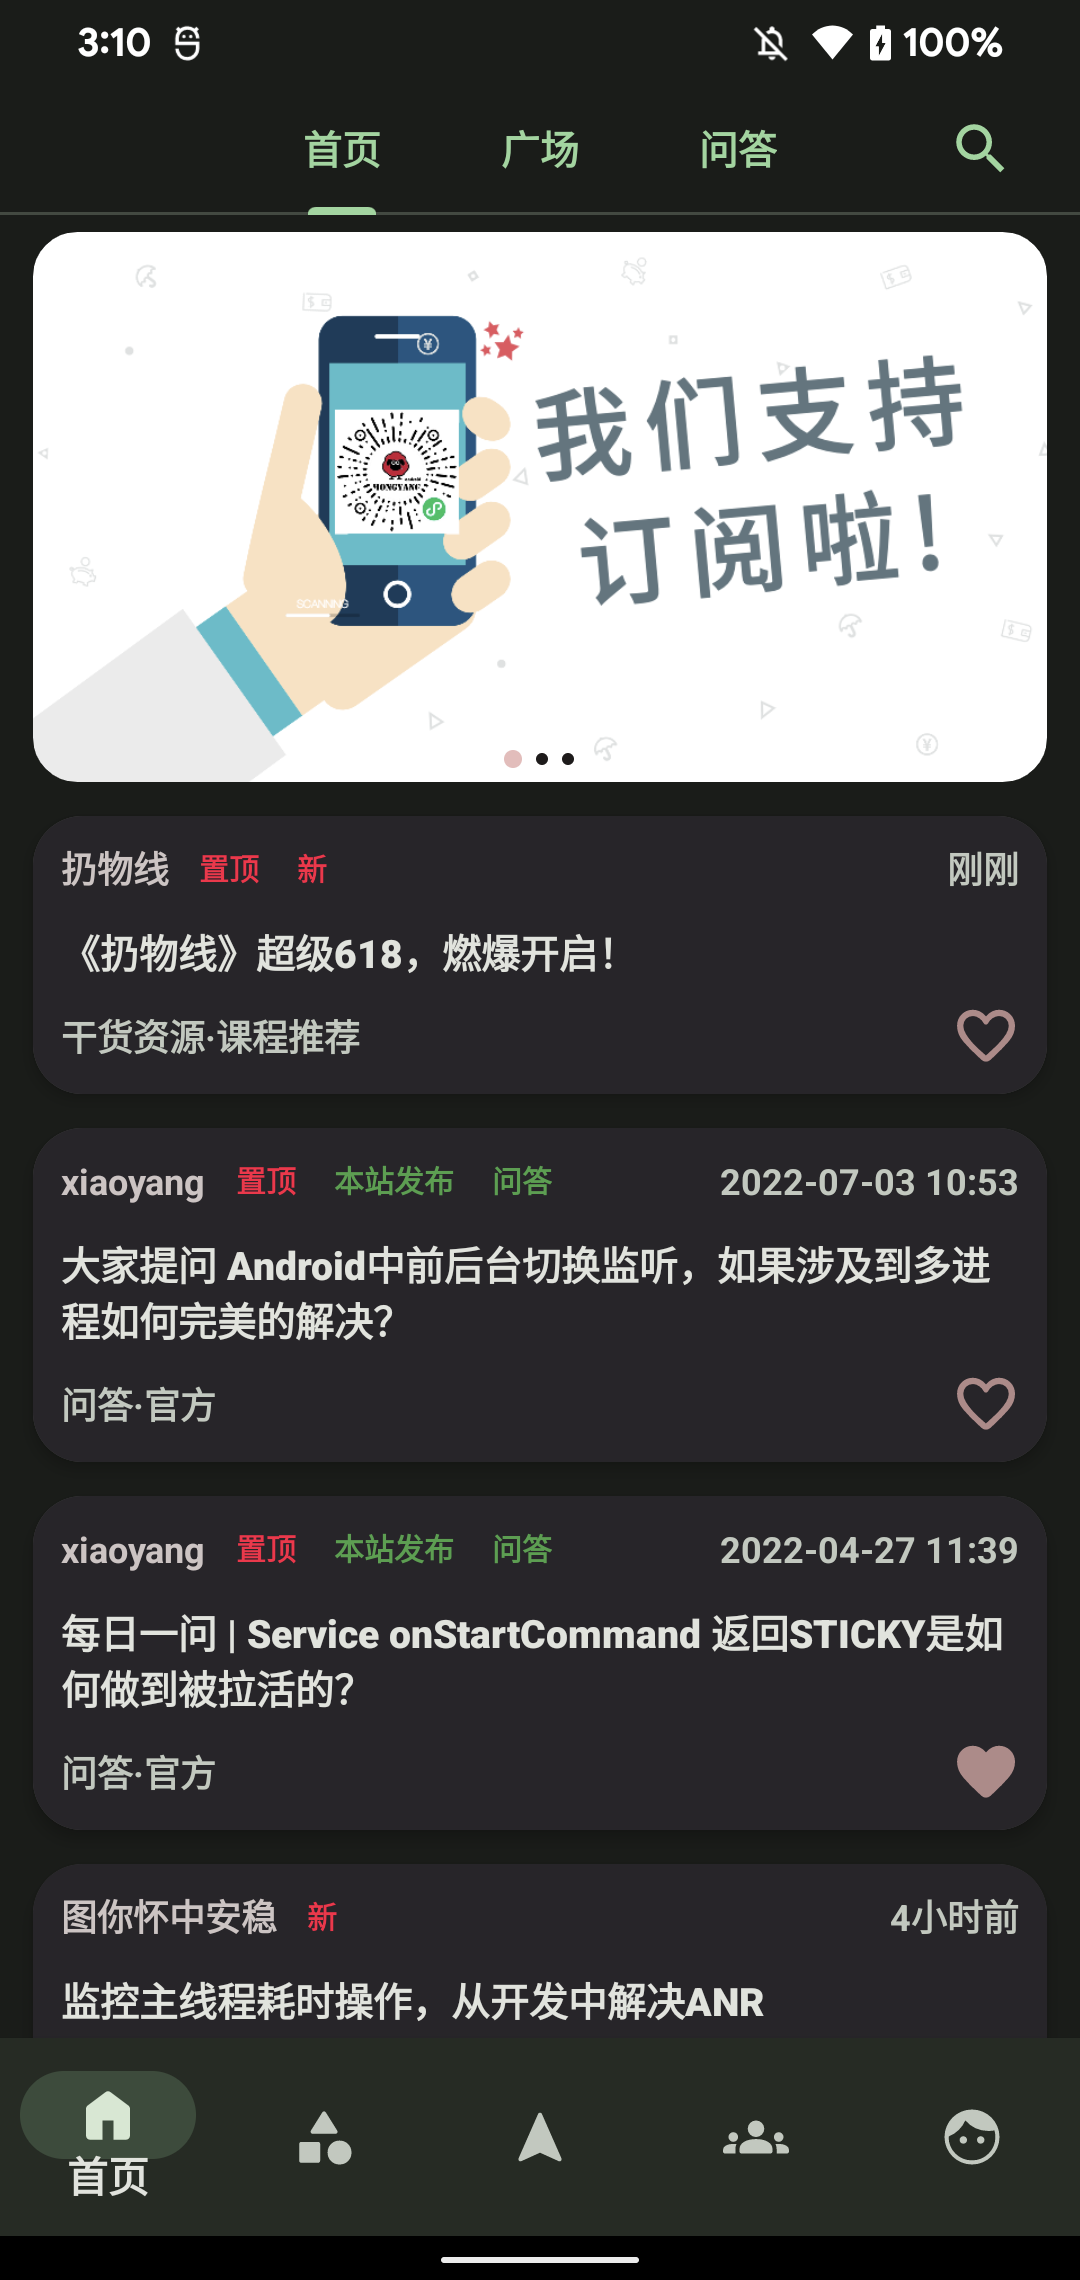 3:10
100%
首页
广场
问答
我们支持
订阅啦!
HONGYANG
SCANNING
扔物线 置顶 新 刚刚
《扔物线》超级618，燃爆开启！
干货资源·课程推荐
xiaoyang 置顶 本站发布 问答 2022-07-03 10:53
大家提问 Android中前后台切换监听，如果涉及到多进
程如何完美的解决？
问答·官方
xiaoyang 置顶 本站发布 问答 2022-04-27 11:39
每日一问 | Service onStartCommand 返回STICKY是如
何做到被拉活的？
问答·官方
图你怀中安稳 新 4小时前
监控主线程耗时操作，从开发中解决ANR
首页